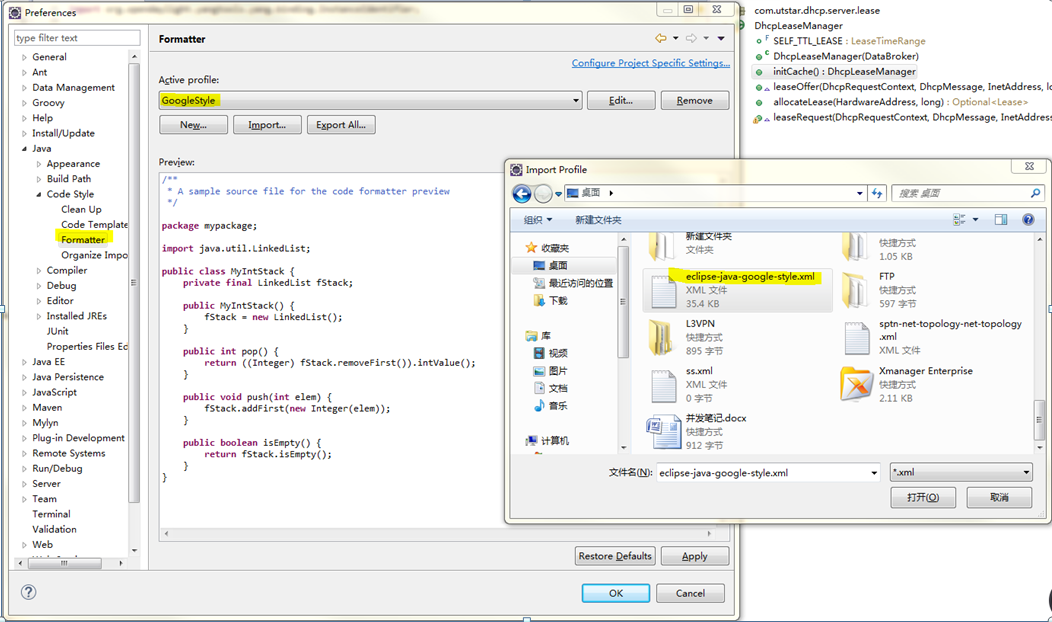 Preferences
type filter text
General
Ant
Data Management
Groovy
Help
Install/Update
Java
Appearance
Build Path
Code Style
Clean Up
Code Template
Formatter
Organize Impo
Compiler
Debug
Editor
Installed JREs
JUnit
Properties Files Ed
Java EE
Java Persistence
JavaScript
Maven
Mylyn
Plug-in Development
Remote Systems
Run/Debug
Server
Team
Terminal
Validation
Web
Formatter
Configure Project Specific Settings...
Active profile:
GoogleStyle
Edit...
Remove
New...
Import...
Export All...
Preview:
/**
* A sample source file for the code formatter preview
*/
package mypackage;
import java.util.LinkedList;
public class MyIntStack {
private final LinkedList fStack;
public MyIntStack() {
fStack = new LinkedList();
}
public int pop() {
return ((Integer) fStack.removeFirst()).intValue();
}
public void push(int elem) {
fStack.addFirst(new Integer(elem));
}
public boolean isEmpty() {
return fStack.isEmpty();
}
}
Restore Defaults
Apply
OK
Cancel
com.utstar.dhcp.server.lease
DhcpLeaseManager
SELF_TTL_LEASE : LeaseTimeRange
DhcpLeaseManager(DataBroker)
initCache() : DhcpLeaseManager
leaseOffer(DhcpRequestContext, DhcpMessage, InetAddress, lo
allocateLease(HardwareAddress, long) : Optional<Lease>
leaseRequest(DhcpRequestContext, DhcpMessage, InetAddress
Import Profile
桌面
搜索 桌面
组织
新建文件夹
收藏夹
桌面
最近访问的位置
下载
库
视频
图片
文档
音乐
计算机
新建文件夹
文件夹
快捷方式
1.05 KB
eclipse-java-google-style.xml
XML 文件
35.4 KB
FTP
快捷方式
597 字节
L3VPN
快捷方式
895 字节
sptn-net-topology-net-topology
.xml
XML 文件
ss.xml
XML 文件
0 字节
Xmanager Enterprise
快捷方式
2.11 KB
并发笔记.docx
快捷方式
912 字节
文件名(N):
eclipse-java-google-style.xml
*.xml
打开(O)
取消